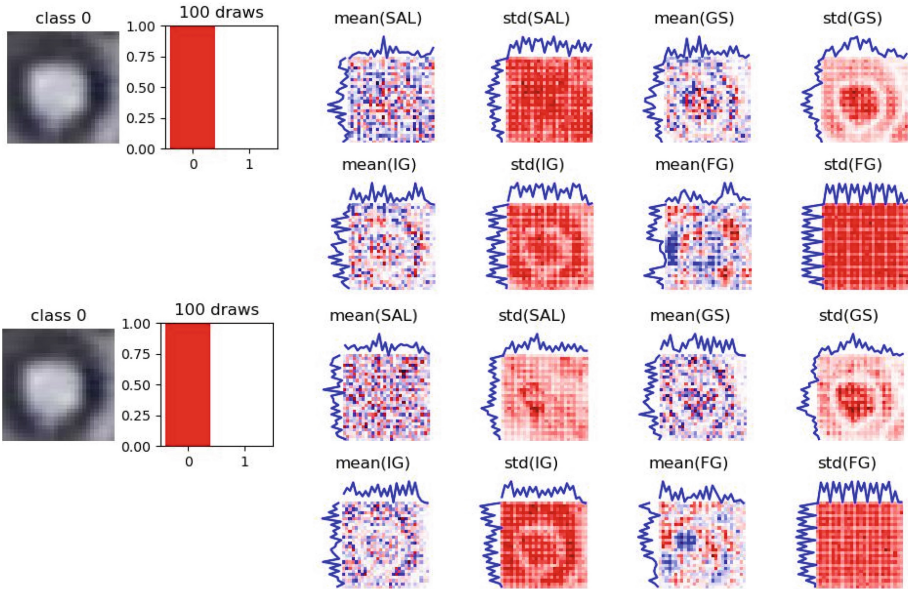 class 0
100 draws
1.00
0.75
0.50
0.25
0.00
0 1
mean(SAL) std(SAL) mean(GS) std(GS)
mean(IG) std(IG) mean(FG) std(FG)
class 0
100 draws
1.00
0.75
0.50
0.25
0.00
0 1
mean(SAL) std(SAL) mean(GS) std(GS)
mean(IG) std(IG) mean(FG) std(FG)